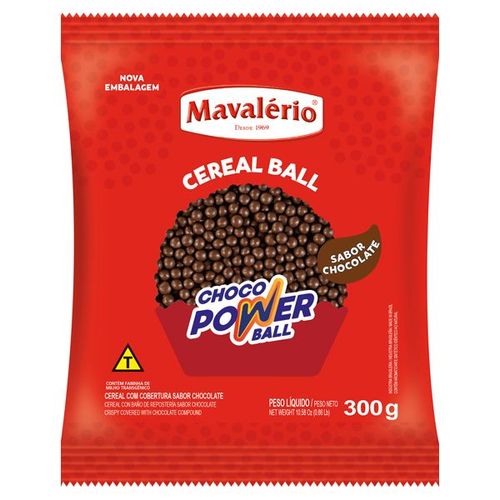 NOVA
EMBALAGEM
Mavalério®
DESDE 1969
CEREAL BALL
SABOR
CHOCOLATE
CHOCO
POWER
BALL
T
CONTÉM FARINHA DE
MILHO TRANSGÊNICO
CEREAL COM COBERTURA SABOR CHOCOLATE
CEREAL CON BAÑO DE REPOSTERÍA SABOR CHOCOLATE
CRISPY COVERED WITH CHOCOLATE COMPOUND
PESO LÍQUIDO / PESO NETO
NET WEIGHT 10.58 Oz (0.66 Lb)
300g